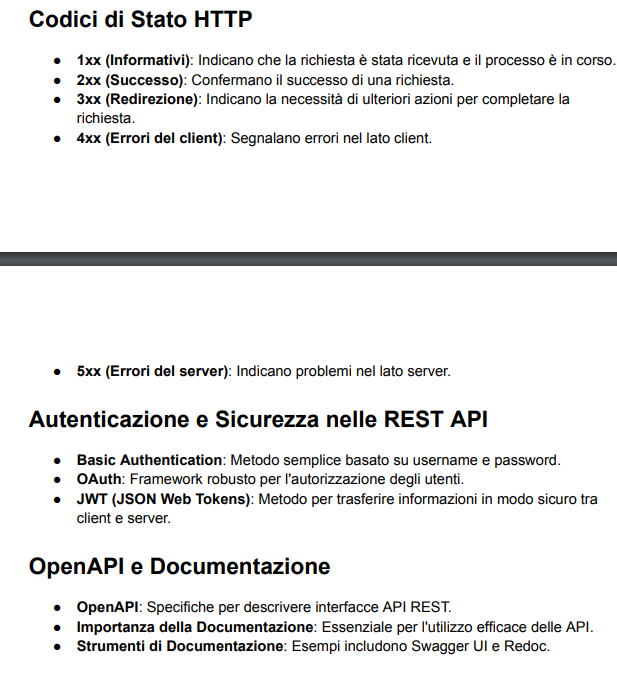 Codici di Stato HTTP
● 1xx (Informativi): Indicano che la richiesta è stata ricevuta e il processo è in corso.
● 2xx (Successo): Confermano il successo di una richiesta.
● 3xx (Redirezione): Indicano la necessità di ulteriori azioni per completare la
richiesta.
● 4xx (Errori del client): Segnalano errori nel lato client.
● 5xx (Errori del server): Indicano problemi nel lato server.
Autenticazione e Sicurezza nelle REST API
● Basic Authentication: Metodo semplice basato su username e password.
● OAuth: Framework robusto per l'autorizzazione degli utenti.
● JWT (JSON Web Tokens): Metodo per trasferire informazioni in modo sicuro tra
client e server.
OpenAPI e Documentazione
● OpenAPI: Specifiche per descrivere interfacce API REST.
● Importanza della Documentazione: Essenziale per l'utilizzo efficace delle API.
● Strumenti di Documentazione: Esempi includono Swagger UI e Redoc.